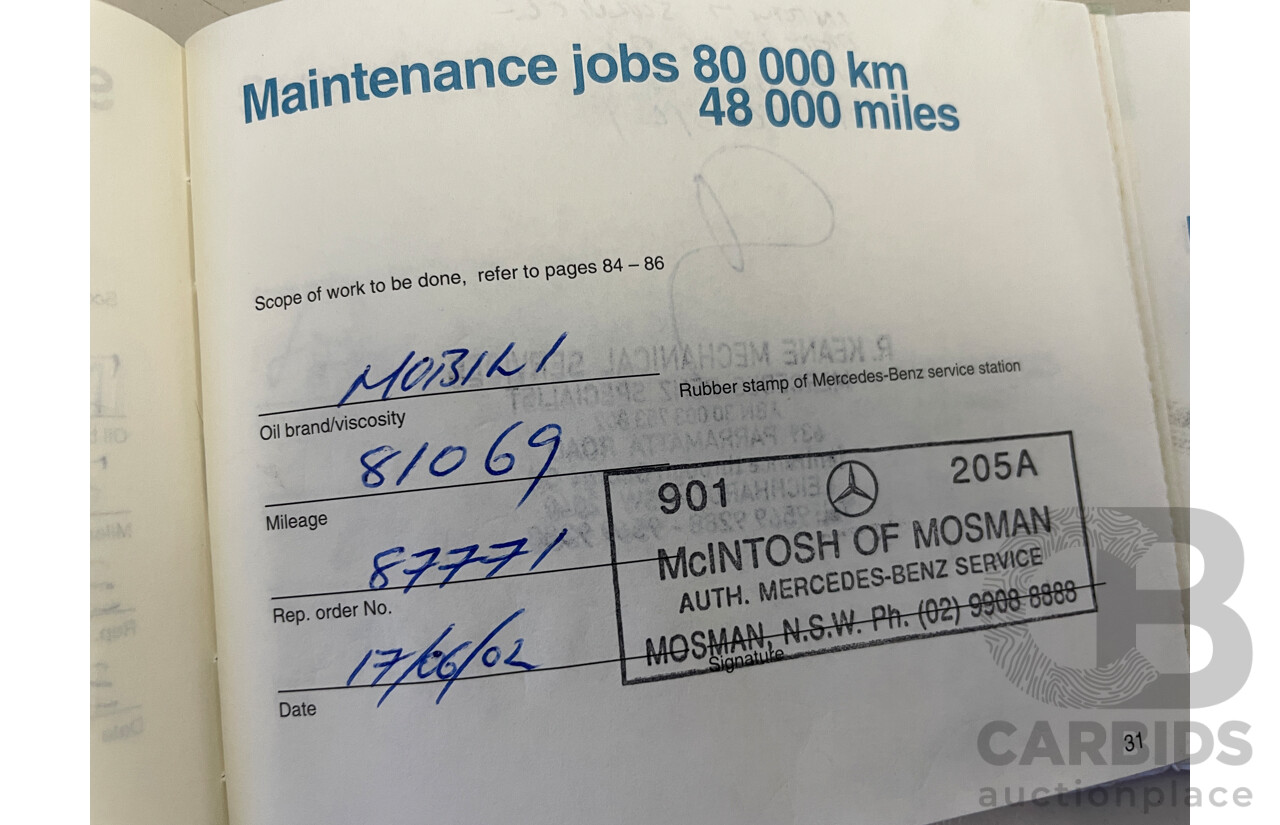 Maintenance jobs 80 000 km
48 000 miles
Scope of work to be done, refer to pages 84 – 86
MOBIL 1
Oil brand/viscosity
Rubber stamp of Mercedes-Benz service station
81069
Mileage
87771
Rep. order No.
17/06/02
Date
901 205A
McINTOSH OF MOSMAN
AUTH. MERCEDES-BENZ SERVICE
MOSMAN, N.S.W. Ph. (02) 9908 8888
Signature
31
CARBIDS
auctionplace